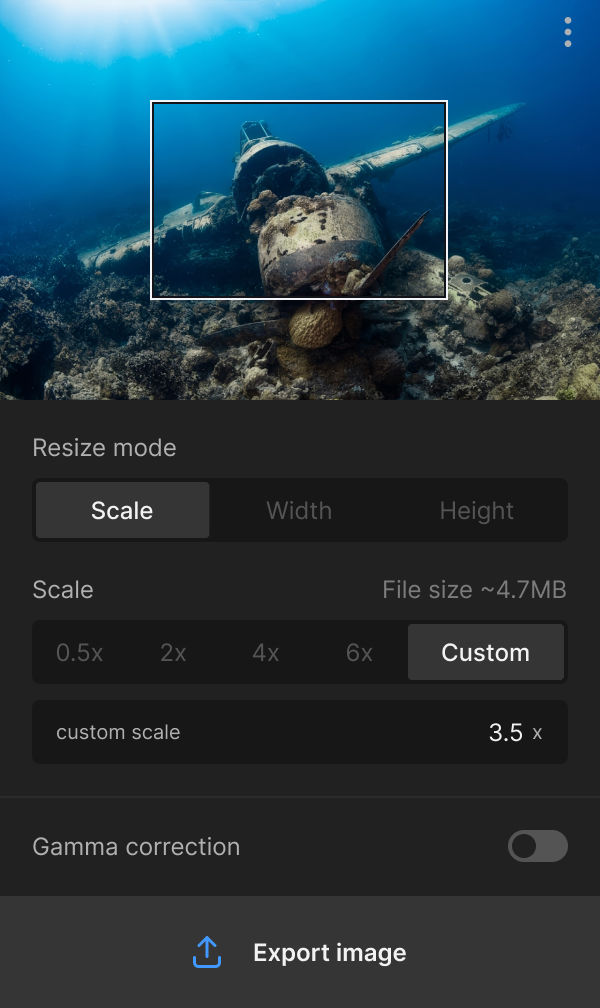 Resize mode
Scale Width Height
Scale File size ~4.7MB
0.5x 2x 4x 6x Custom
custom scale 3.5 x
Gamma correction
Export image